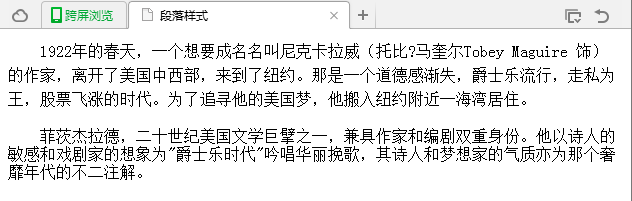 跨屏浏览 段落样式
1922年的春天，一个想要成名名叫尼克卡拉威（托比?马奎尔Tobey Maguire 饰）
的作家，离开了美国中西部，来到了纽约。那是一个道德感渐失，爵士乐流行，走私为
王，股票飞涨的时代。为了追寻他的美国梦，他搬入纽约附近一海湾居住。
菲茨杰拉德，二十世纪美国文学巨擘之一，兼具作家和编剧双重身份。他以诗人的
敏感和戏剧家的想象为"爵士乐时代"吟唱华丽挽歌，其诗人和梦想家的气质亦为那个奢
靡年代的不二注解。